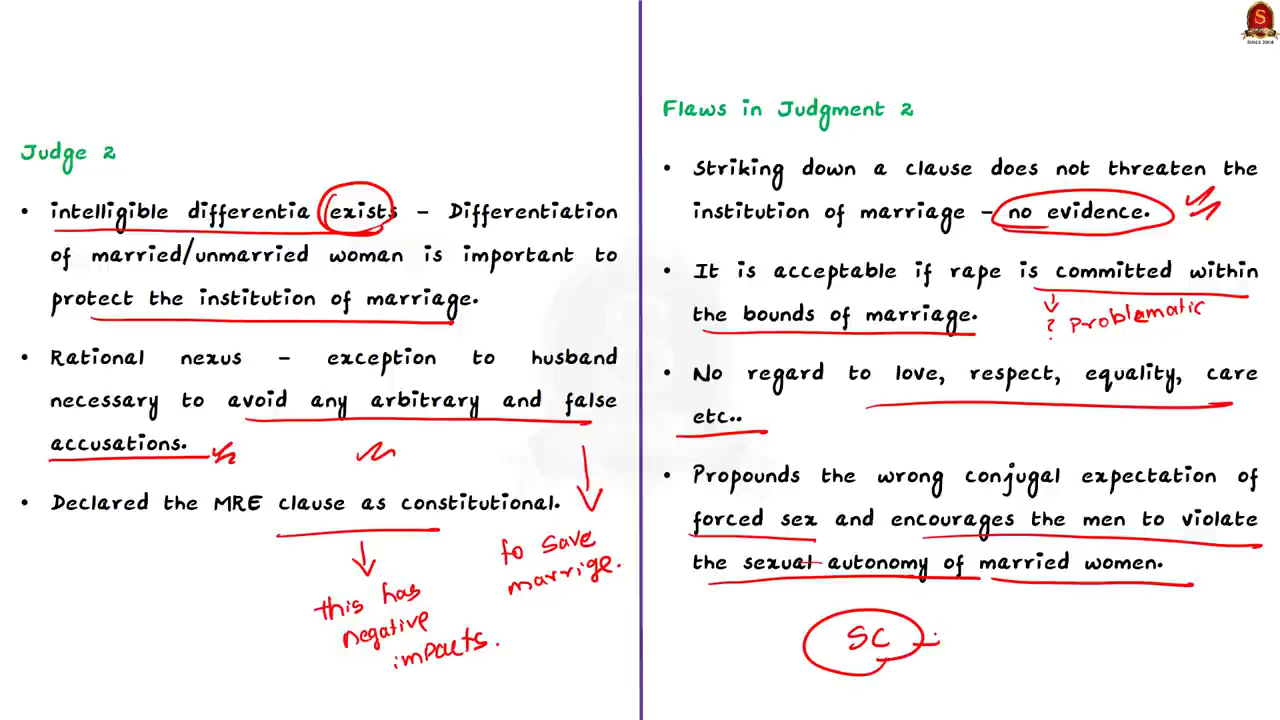 Judge 2
• intelligible differentia exists – Differentiation
of married/unmarried woman is important to
protect the institution of marriage.
• Rational nexus – exception to husband
necessary to avoid any arbitrary and false
accusations.
• Declared the MRE clause as constitutional.
to save
marrige.
this has
negative
impacts.
Flaws in Judgment 2
• Striking down a clause does not threaten the
institution of marriage – no evidence.
• It is acceptable if rape is committed within
the bounds of marriage.
? Problematic
• No regard to love, respect, equality, care
etc..
• Propounds the wrong conjugal expectation of
forced sex and encourages the men to violate
the sexual autonomy of married women.
SC
S
SINCE 2004